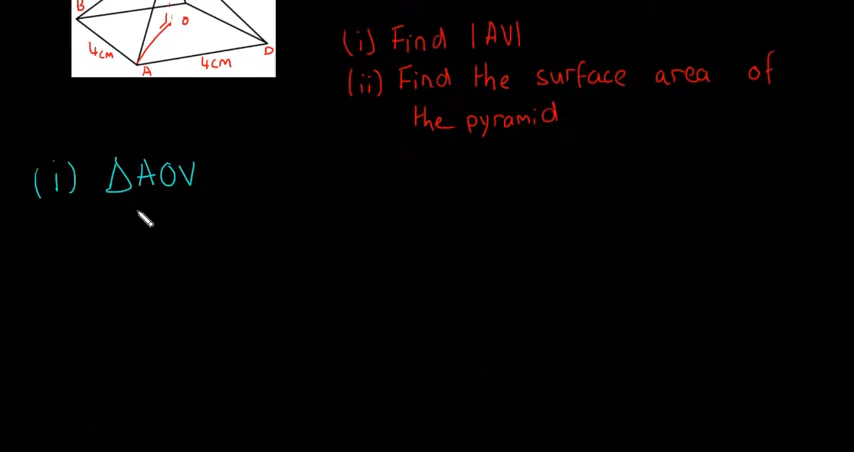 B
O
4cm
A
4cm
D
(i) Find |AV|
(ii) Find the surface area of
the pyramid
(i) ΔAOV